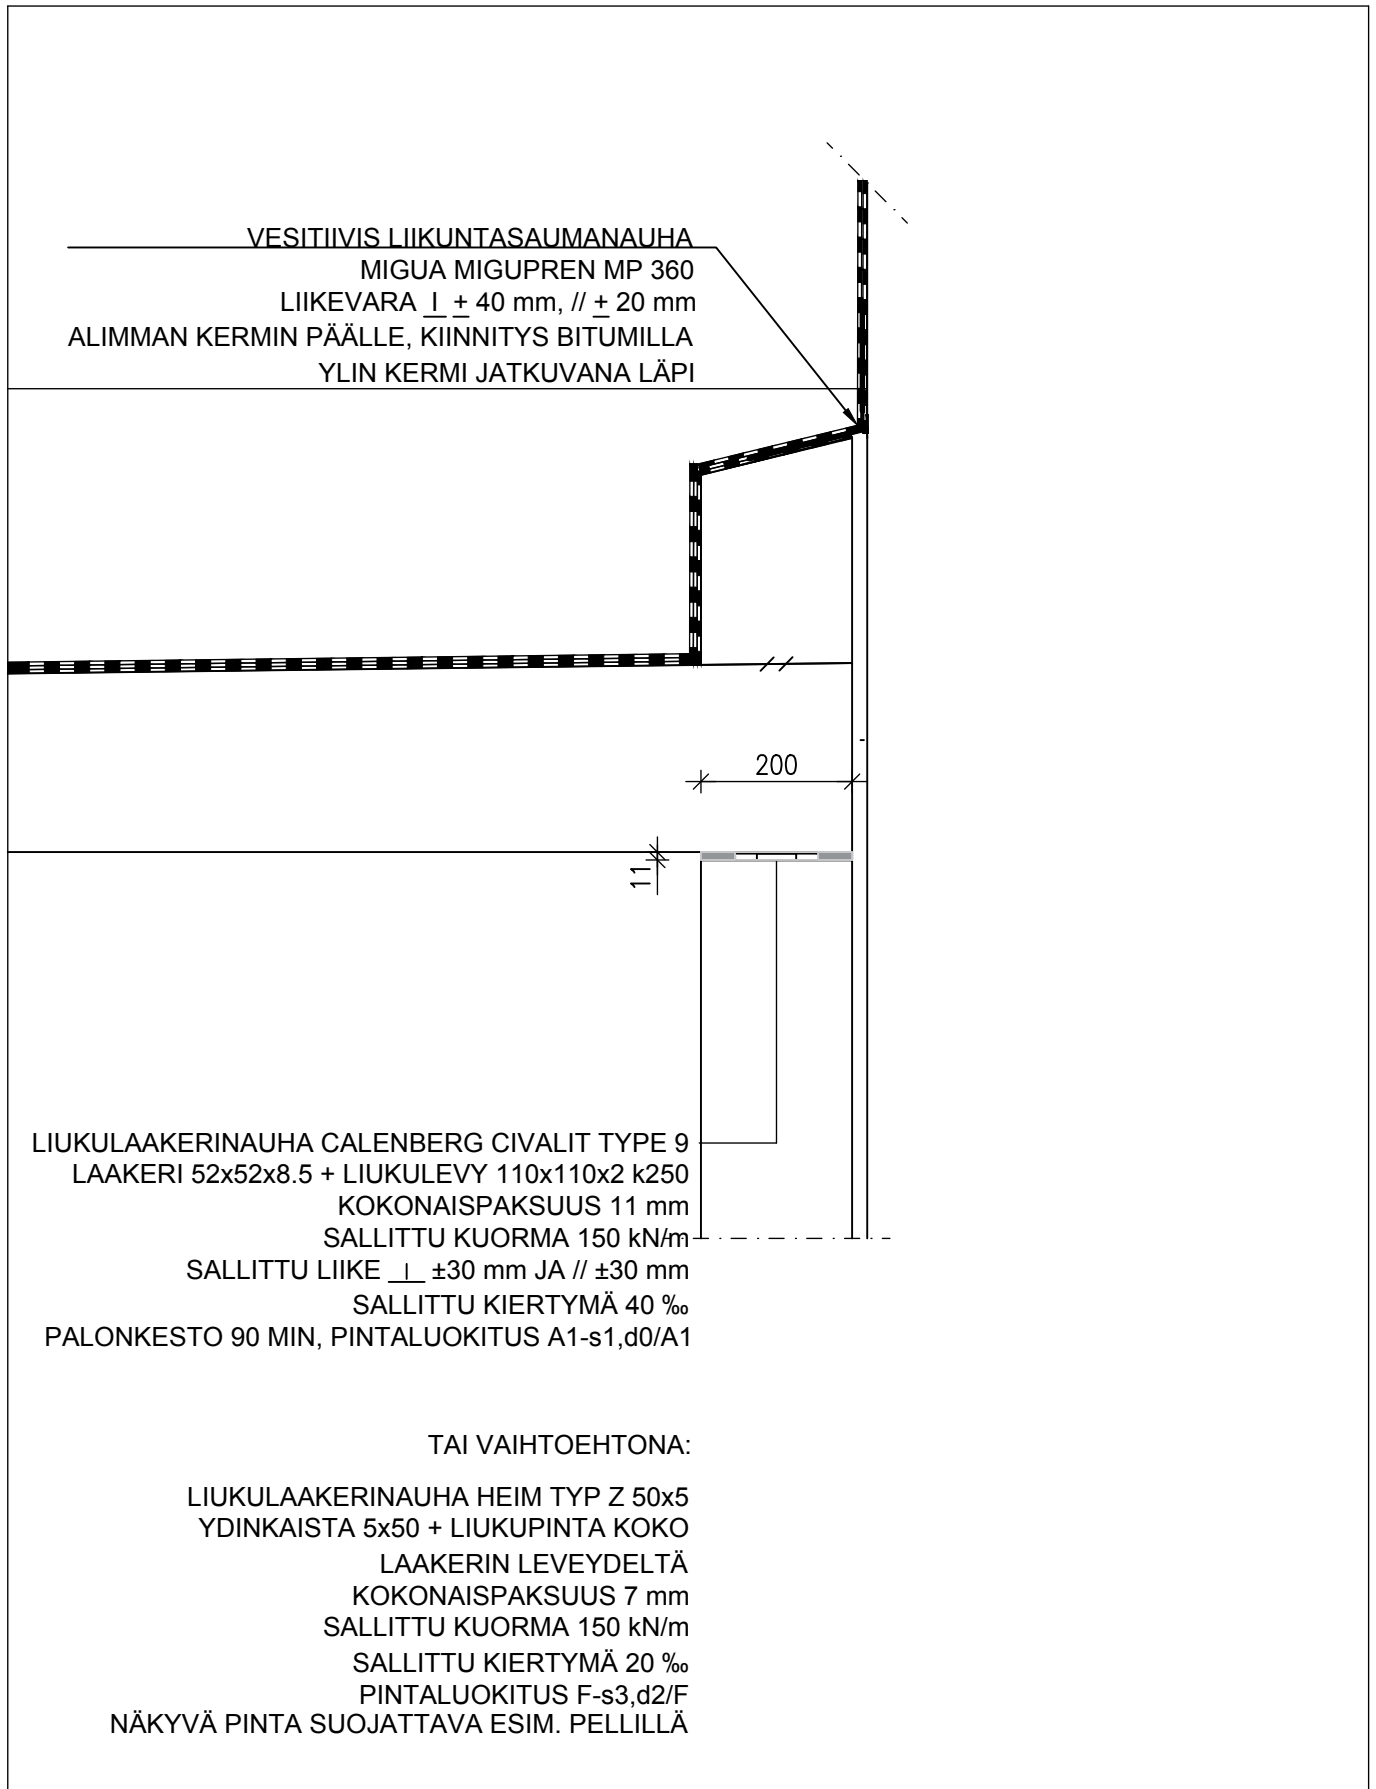 VESITIIVIS LIIKUNTASAUMANAUHA
MIGUA MIGUPREN MP 360
LIIKEVARA ⊥ ± 40 mm, // ± 20 mm
ALIMMAN KERMIN PÄÄLLE, KIINNITYS BITUMILLA
YLIN KERMI JATKUVANA LÄPI
200
11
LIUKULAAKERINAUHA CALENBERG CIVALIT TYPE 9
LAAKERI 52x52x8.5 + LIUKULEVY 110x110x2 k250
KOKONAISPAKSUUS 11 mm
SALLITTU KUORMA 150 kN/m
SALLITTU LIIKE ⊥ ±30 mm JA // ±30 mm
SALLITTU KIERTYMÄ 40 ‰
PALONKESTO 90 MIN, PINTALUOKITUS A1-s1,d0/A1
TAI VAIHTOEHTONA:
LIUKULAAKERINAUHA HEIM TYP Z 50x5
YDINKAISTA 5x50 + LIUKUPINTA KOKO
LAAKERIN LEVEYDELTÄ
KOKONAISPAKSUUS 7 mm
SALLITTU KUORMA 150 kN/m
SALLITTU KIERTYMÄ 20 ‰
PINTALUOKITUS F-s3,d2/F
NÄKYVÄ PINTA SUOJATTAVA ESIM. PELLILLÄ